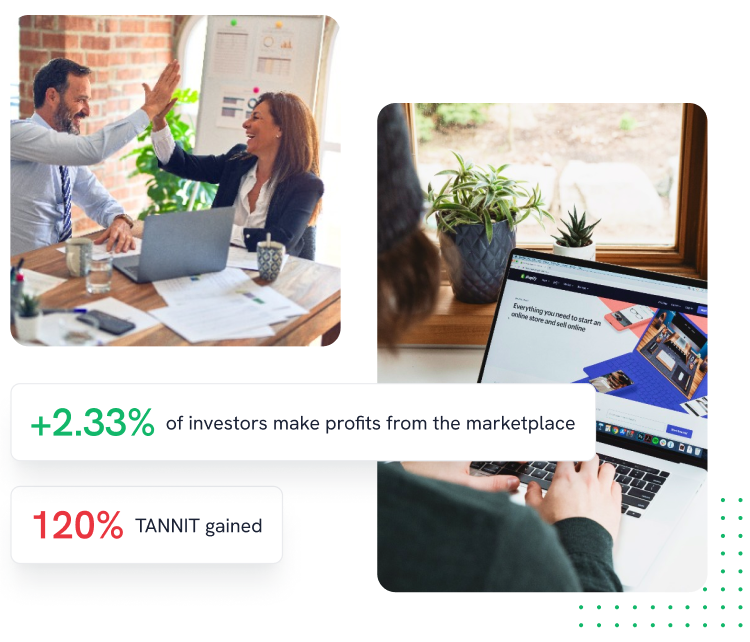 shopify
Everything you need to start an
online store and sell online
+2.33% of investors make profits from the marketplace
120% TANNIT gained